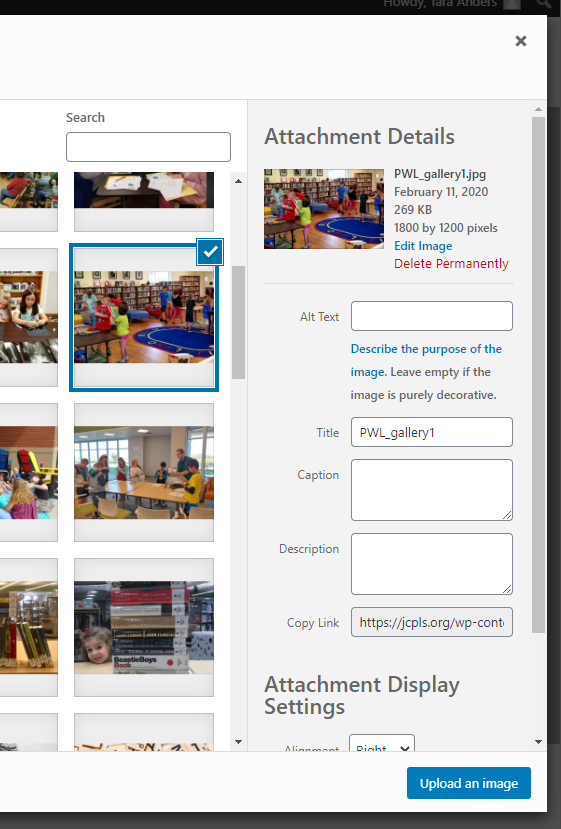 Howdy, Tara Anders
×
Search
Attachment Details
PWL_gallery1.jpg
February 11, 2020
269 KB
1800 by 1200 pixels
Edit Image
Delete Permanently
Alt Text
Describe the purpose of the
image. Leave empty if the
image is purely decorative.
Title PWL_gallery1
Caption
Description
Copy Link https://jcpls.org/wp-cont
BeastieBoys
Book
Attachment Display
Settings
Alignment Right
Upload an image